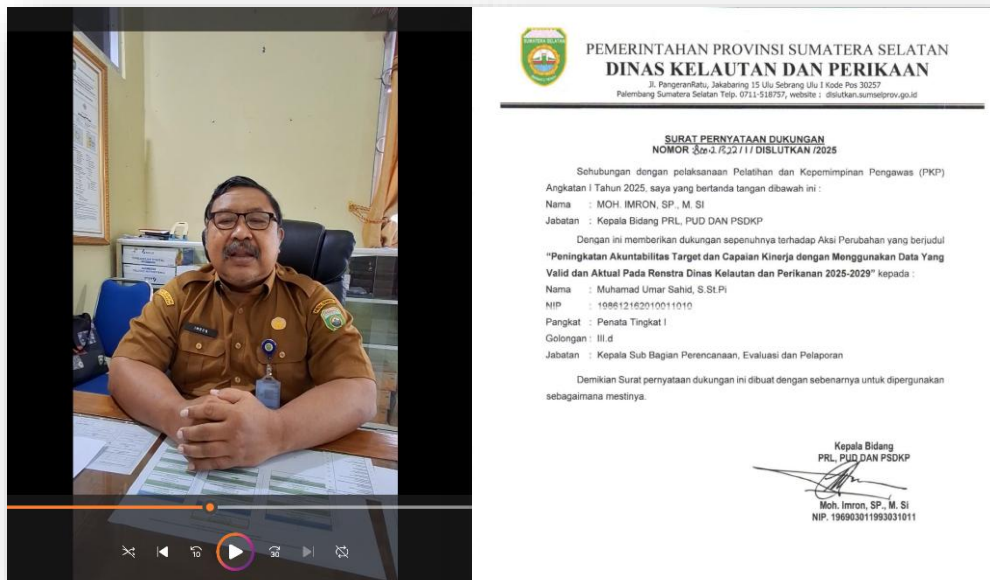 2
IMRON
10
30
SUMATERA SELATAN
PEMERINTAHAN PROVINSI SUMATERA SELATAN
DINAS KELAUTAN DAN PERIKAAN
Jl. PangeranRatu, Jakabaring 15 Ulu Sebrang Ulu I Kode Pos 30257
Palembang Sumatera Selatan Telp. 0711-518757, website : dislutkan.sumselprov.go.id
SURAT PERNYATAAN DUKUNGAN
NOMOR / I / DISLUTKAN /2025
Sehubungan dengan pelaksanaan Pelatihan dan Kepemimpinan Pengawas (PKP)
Angkatan I Tahun 2025, saya yang bertanda tangan dibawah ini :
Nama : MOH. IMRON, SP., M. SI
Jabatan : Kepala Bidang PRL, PUD DAN PSDKP
Dengan ini memberikan dukungan sepenuhnya terhadap Aksi Perubahan yang berjudul
"Peningkatan Akuntabilitas Target dan Capaian Kinerja dengan Menggunakan Data Yang
Valid dan Aktual Pada Renstra Dinas Kelautan dan Perikanan 2025-2029" kepada :
Nama : Muhamad Umar Sahid, S.St.Pi
NIP : 198612162010011010
Pangkat : Penata Tingkat I
Golongan : III.d
Jabatan : Kepala Sub Bagian Perencanaan, Evaluasi dan Pelaporan
Demikian Surat pernyataan dukungan ini dibuat dengan sebenarnya untuk dipergunakan
sebagaimana mestinya.
Kepala Bidang
PRL, PUD DAN PSDKP
Moh. Imron, SP., M. Si
NIP. 196903011993031011